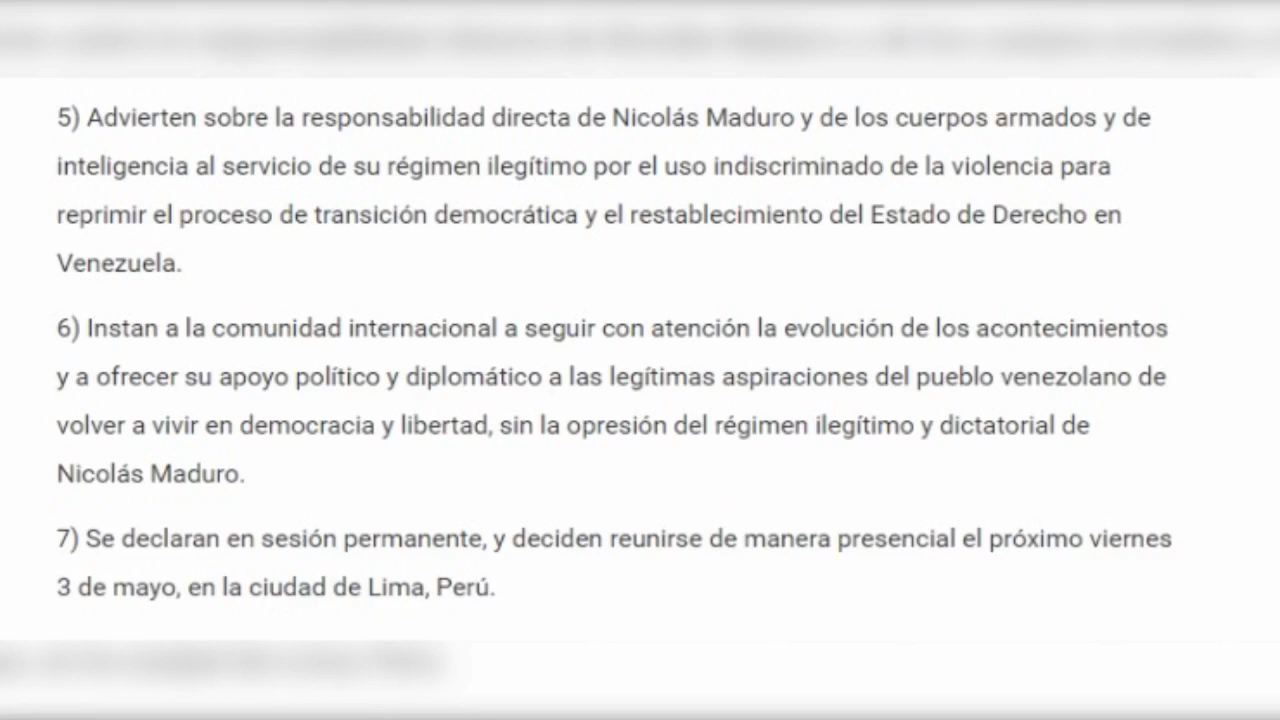 5) Advierten sobre la responsabilidad directa de Nicolás Maduro y de los cuerpos armados y de
inteligencia al servicio de su régimen ilegítimo por el uso indiscriminado de la violencia para
reprimir el proceso de transición democrática y el restablecimiento del Estado de Derecho en
Venezuela.
6) Instan a la comunidad internacional a seguir con atención la evolución de los acontecimientos
y a ofrecer su apoyo político y diplomático a las legítimas aspiraciones del pueblo venezolano de
volver a vivir en democracia y libertad, sin la opresión del régimen ilegítimo y dictatorial de
Nicolás Maduro.
7) Se declaran en sesión permanente, y deciden reunirse de manera presencial el próximo viernes
3 de mayo, en la ciudad de Lima, Perú.